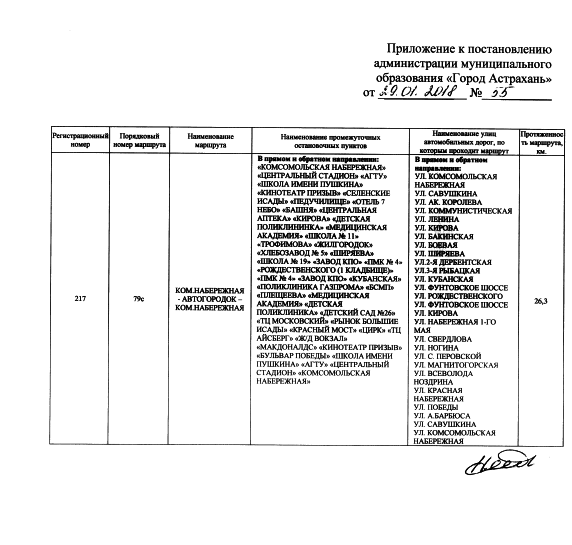 Приложение к постановлению
администрации муниципального
образования «Город Астрахань»
от 29.01.2018 № 55
Регистрационный номер
Порядковый номер маршрута
Наименование маршрута
Наименование промежуточных остановочных пунктов
Наименование улиц автомобильных дорог, по которым проходит маршрут
Протяженность маршрута, км.
217
79с
КОМ.НАБЕРЕЖНАЯ
- АВТОГОРОДОК –
КОМ.НАБЕРЕЖНАЯ
В прямом и обратном направлении:
«КОМСОМОЛЬСКАЯ НАБЕРЕЖНАЯ»
«ЦЕНТРАЛЬНЫЙ СТАДИОН» «АГТУ»
«ШКОЛА ИМЕНИ ПУШКИНА»
«КИНОТЕАТР ПРИЗЫВ» «СЕЛЕНСКИЕ
ИСАДЫ» «ПЕДУЧИЛИЩЕ» «ОТЕЛЬ 7
НЕБО» «БАШНЯ» «ЦЕНТРАЛЬНАЯ
АПТЕКА» «КИРОВА» «ДЕТСКАЯ
ПОЛИКЛИННИКА» «МЕДИЦИНСКАЯ
АКАДЕМИЯ» «ШКОЛА № 11»
«ТРОФИМОВА» «ЖИЛГОРОДОК»
«ХЛЕБОЗАВОД № 5» «ШИРЯЕВА»
«ШКОЛА № 19» «ЗАВОД КПО» «ПМК № 4»
«РОЖДЕСТВЕНСКОГО (1 КЛАДБИЩЕ)»
«ПМК № 4» «ЗАВОД КПО» «КУБАНСКАЯ»
«ПОЛИКЛИНИКА ГАЗПРОМА» «БСМП»
«ПЛЕЩЕЕВА» «МЕДИЦИНСКАЯ
АКАДЕМИЯ» «ДЕТСКАЯ
ПОЛИКЛИНИКА» «ДЕТСКИЙ САД №26»
«ТЦ МОСКОВСКИЙ» «РЫНОК БОЛЬШИЕ
ИСАДЫ» «КРАСНЫЙ МОСТ» «ЦИРК» «ТЦ
АЙСБЕРГ» «Ж/Д ВОКЗАЛ»
«МАКДОНАЛДС» «КИНОТЕАТР ПРИЗЫВ»
«БУЛЬВАР ПОБЕДЫ» «ШКОЛА ИМЕНИ
ПУШКИНА» «АГТУ» «ЦЕНТРАЛЬНЫЙ
СТАДИОН» «КОМСОМОЛЬСКАЯ
НАБЕРЕЖНАЯ»
В прямом и обратном
направлении:
УЛ. КОМСОМОЛЬСКАЯ
НАБЕРЕЖНАЯ
УЛ. САВУШКИНА
УЛ. АК. КОРОЛЕВА
УЛ. КОММУНИСТИЧЕСКАЯ
УЛ. ЛЕНИНА
УЛ. КИРОВА
УЛ. БАКИНСКАЯ
УЛ. БОЕВАЯ
УЛ. ШИРЯЕВА
УЛ.2-Я ДЕРБЕНТСКАЯ
УЛ.3-Я РЫБАЦКАЯ
УЛ. КУБАНСКАЯ
УЛ. ФУНТОВСКОЕ ШОССЕ
УЛ. РОЖДЕСТВЕНСКОГО
УЛ. ФУНТОВСКОЕ ШОССЕ
УЛ. КИРОВА
УЛ. НАБЕРЕЖНАЯ 1-ГО
МАЯ
УЛ. СВЕРДЛОВА
УЛ. НОГИНА
УЛ. С. ПЕРОВСКОЙ
УЛ. МАГНИТОГОРСКАЯ
УЛ. ВСЕВОЛОДА
НОЗДРИНА
УЛ. КРАСНАЯ
НАБЕРЕЖНАЯ
УЛ. ПОБЕДЫ
УЛ. А.БАРБЮСА
УЛ. САВУШКИНА
УЛ. КОМСОМОЛЬСКАЯ
НАБЕРЕЖНАЯ
26,3